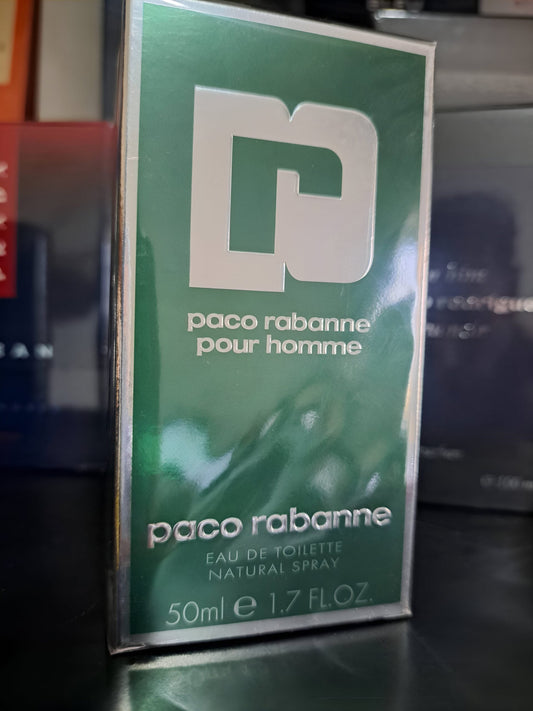 paco rabanne
pour homme
paco rabanne
EAU DE TOILETTE
NATURAL SPRAY
50ml e 1.7 FL.OZ.